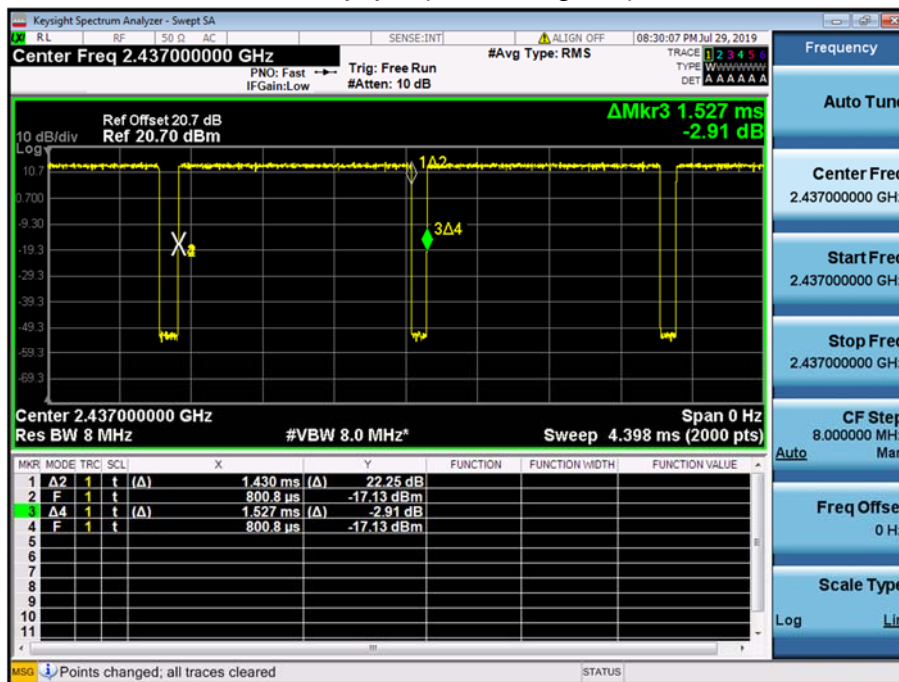 Keysight Spectrum Analyzer - Swept SA
LXI RL RF 50 Ω AC SENSE:INT ALIGN OFF 08:30:07 PM Jul 29, 2019
Center Freq 2.437000000 GHz
PNO: Fast
IFGain:Low
Trig: Free Run
#Atten: 10 dB
#Avg Type: RMS
TRACE 1 2 3 4 5 6
TYPE W W W W W W
DET A A A A A A
ΔMkr3 1.527 ms
-2.91 dB
Ref Offset 20.7 dB
10 dB/div Ref 20.70 dBm
Log
10.7
0.700
-9.30
-19.3
-29.3
-39.3
-49.3
-59.3
-69.3
1Δ2
3Δ4
X
2
Center 2.437000000 GHz Span 0 Hz
Res BW 8 MHz #VBW 8.0 MHz* Sweep 4.398 ms (2000 pts)
MKR MODE TRC SCL X Y FUNCTION FUNCTION WIDTH FUNCTION VALUE
1 Δ2 1 t (Δ) 1.430 ms (Δ) 22.25 dB
2 F 1 t 800.8 µs -17.13 dBm
3 Δ4 1 t (Δ) 1.527 ms (Δ) -2.91 dB
4 F 1 t 800.8 µs -17.13 dBm
5
6
7
8
9
10
11
MSG Points changed; all traces cleared STATUS
Frequency
Auto Tune
Center Freq
2.437000000 GHz
Start Freq
2.437000000 GHz
Stop Freq
2.437000000 GHz
CF Step
8.000000 MHz
Auto Man
Freq Offset
0 Hz
Scale Type
Log Lin